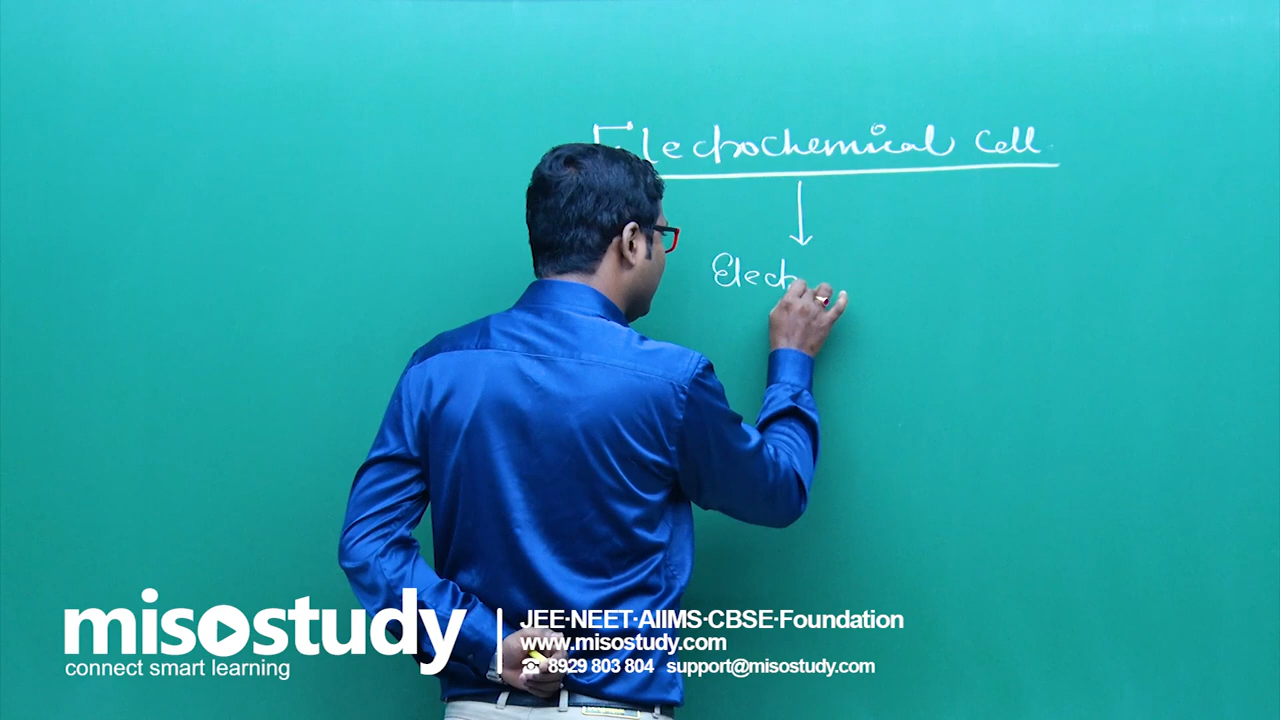 Electrochemical Cell
Elect
misostudy
connect smart learning
JEE·NEET·AIIMS·CBSE·Foundation
www.misostudy.com
☎ 8929 803 804 support@misostudy.com